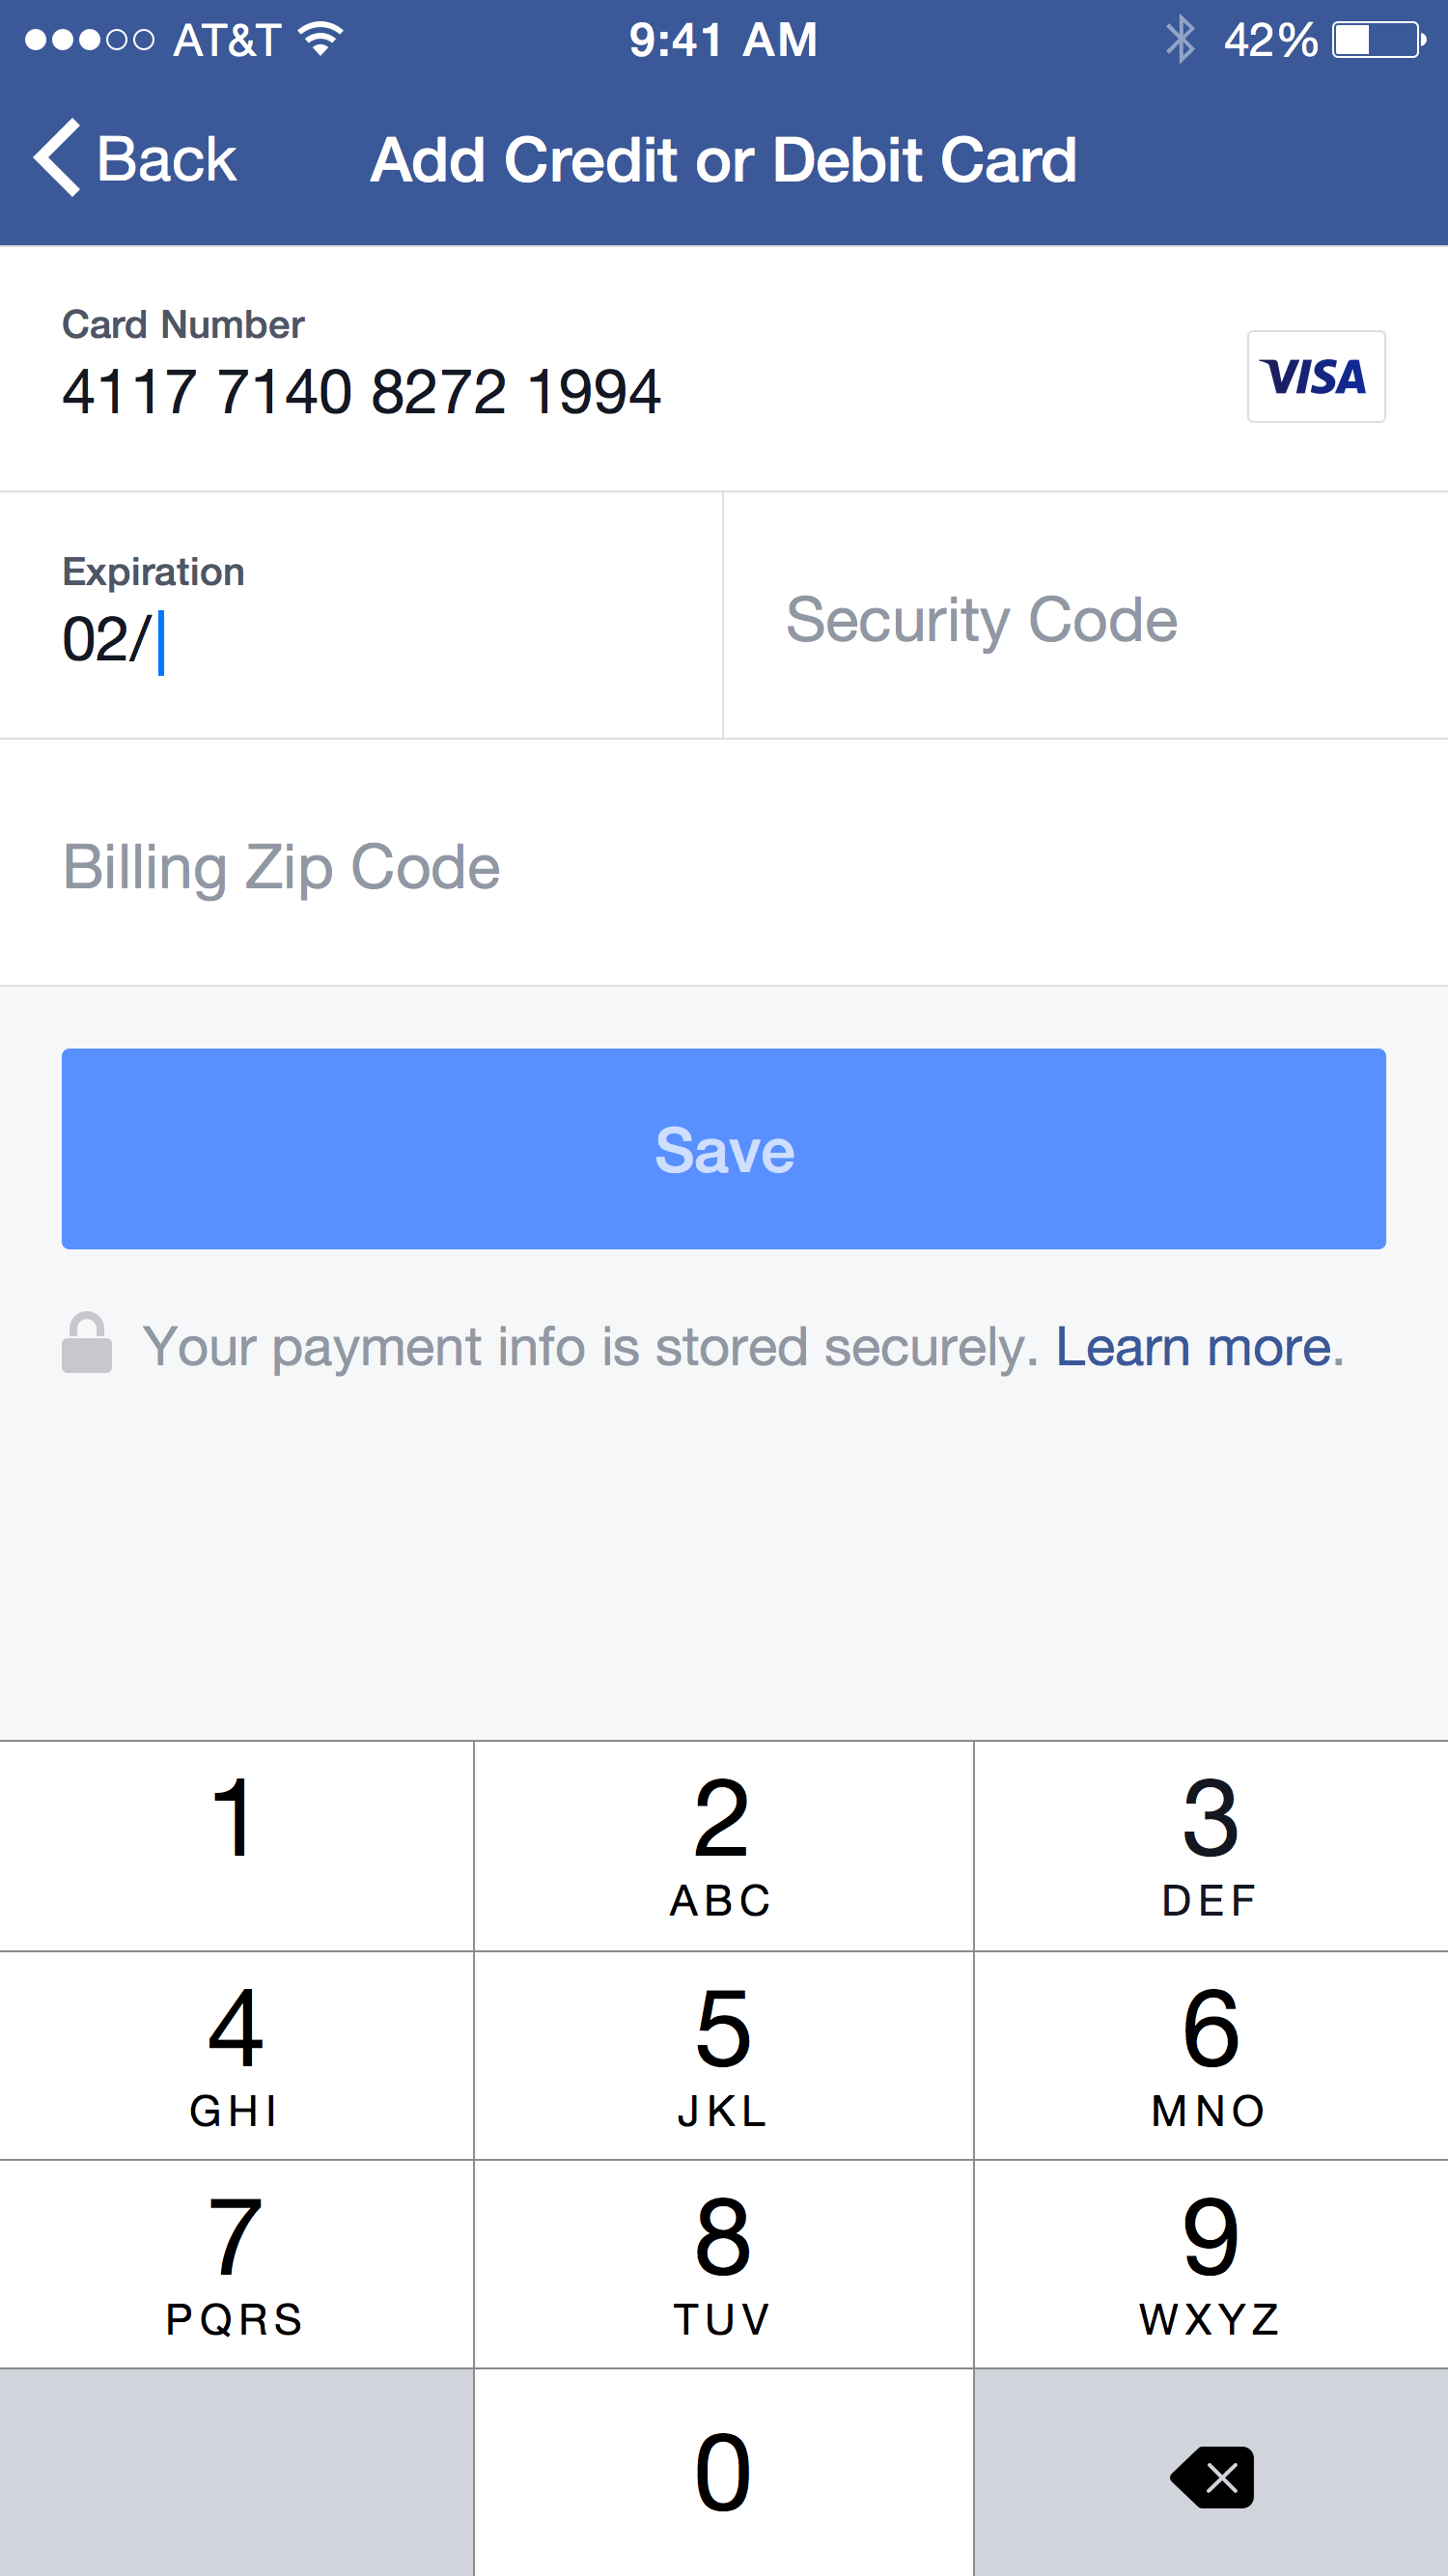 AT&T 9:41 AM 42%
Back Add Credit or Debit Card
Card Number
4117 7140 8272 1994
VISA
Expiration
02/
Security Code
Billing Zip Code
Save
Your payment info is stored securely. Learn more.
1 2 3
ABC DEF
4 5 6
GHI JKL MNO
7 8 9
PQRS TUV WXYZ
0